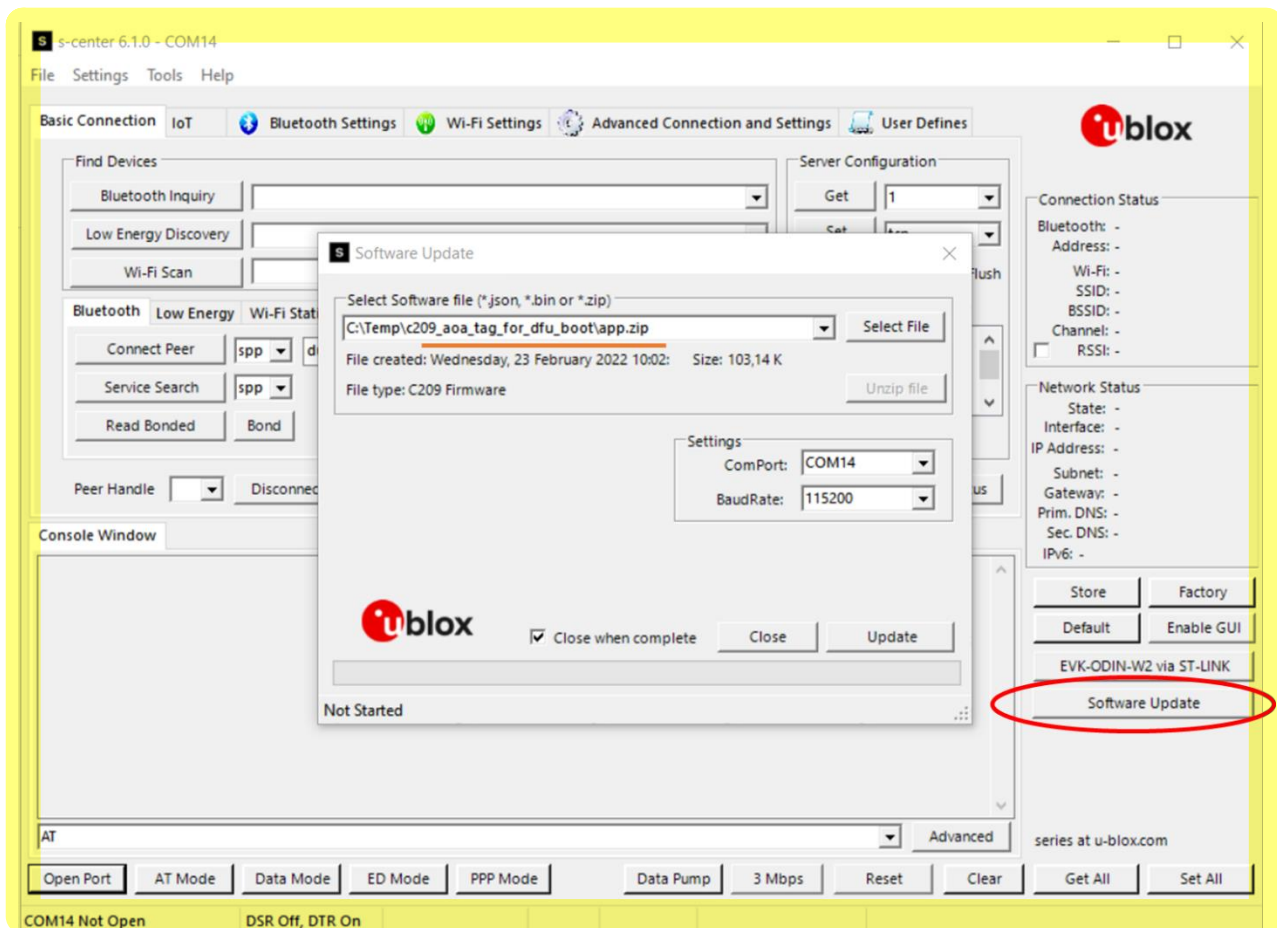 s-center 6.1.0 - COM14
File Settings Tools Help
Basic Connection IoT Bluetooth Settings Wi-Fi Settings Advanced Connection and Settings User Defines
ublox
Find Devices
Server Configuration
Bluetooth Inquiry
Get 1
Connection Status
Low Energy Discovery
Bluetooth: -
Address: -
Wi-Fi Scan
Wi-Fi: -
SSID: -
BSSID: -
Channel: -
RSSI: -
Bluetooth Low Energy
Connect Peer spp
Service Search spp
Read Bonded Bond
Network Status
State: -
Interface: -
IP Address: -
Subnet: -
Gateway: -
Prim. DNS: -
Sec. DNS: -
IPv6: -
Peer Handle
Software Update
Select Software file (*.json, *.bin or *.zip)
C:\Temp\c209_aoa_tag_for_dfu_boot\app.zip Select File
File created: Wednesday, 23 February 2022 10:02: Size: 103,14 K
File type: C209 Firmware Unzip file
Settings
ComPort: COM14
BaudRate: 115200
ublox
Close when complete Close Update
Not Started
Console Window
Store Factory
Default Enable GUI
EVK-ODIN-W2 via ST-LINK
Software Update
AT Advanced
series at u-blox.com
Open Port AT Mode Data Mode ED Mode PPP Mode Data Pump 3 Mbps Reset Clear Get All Set All
COM14 Not Open DSR Off, DTR On